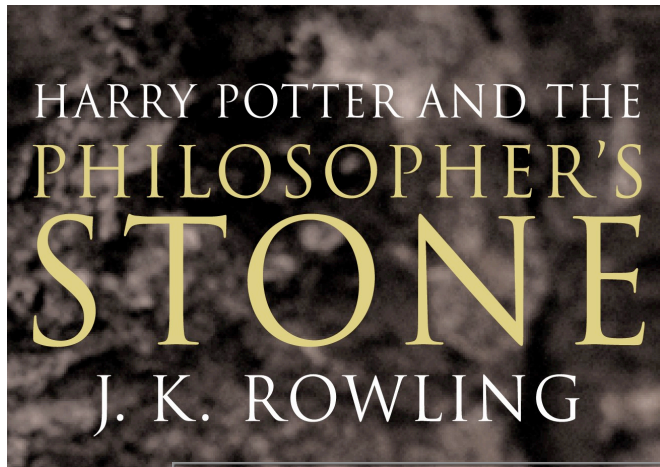 HARRY POTTER AND THE
PHILOSOPHER’S
STONE
J. K. ROWLING